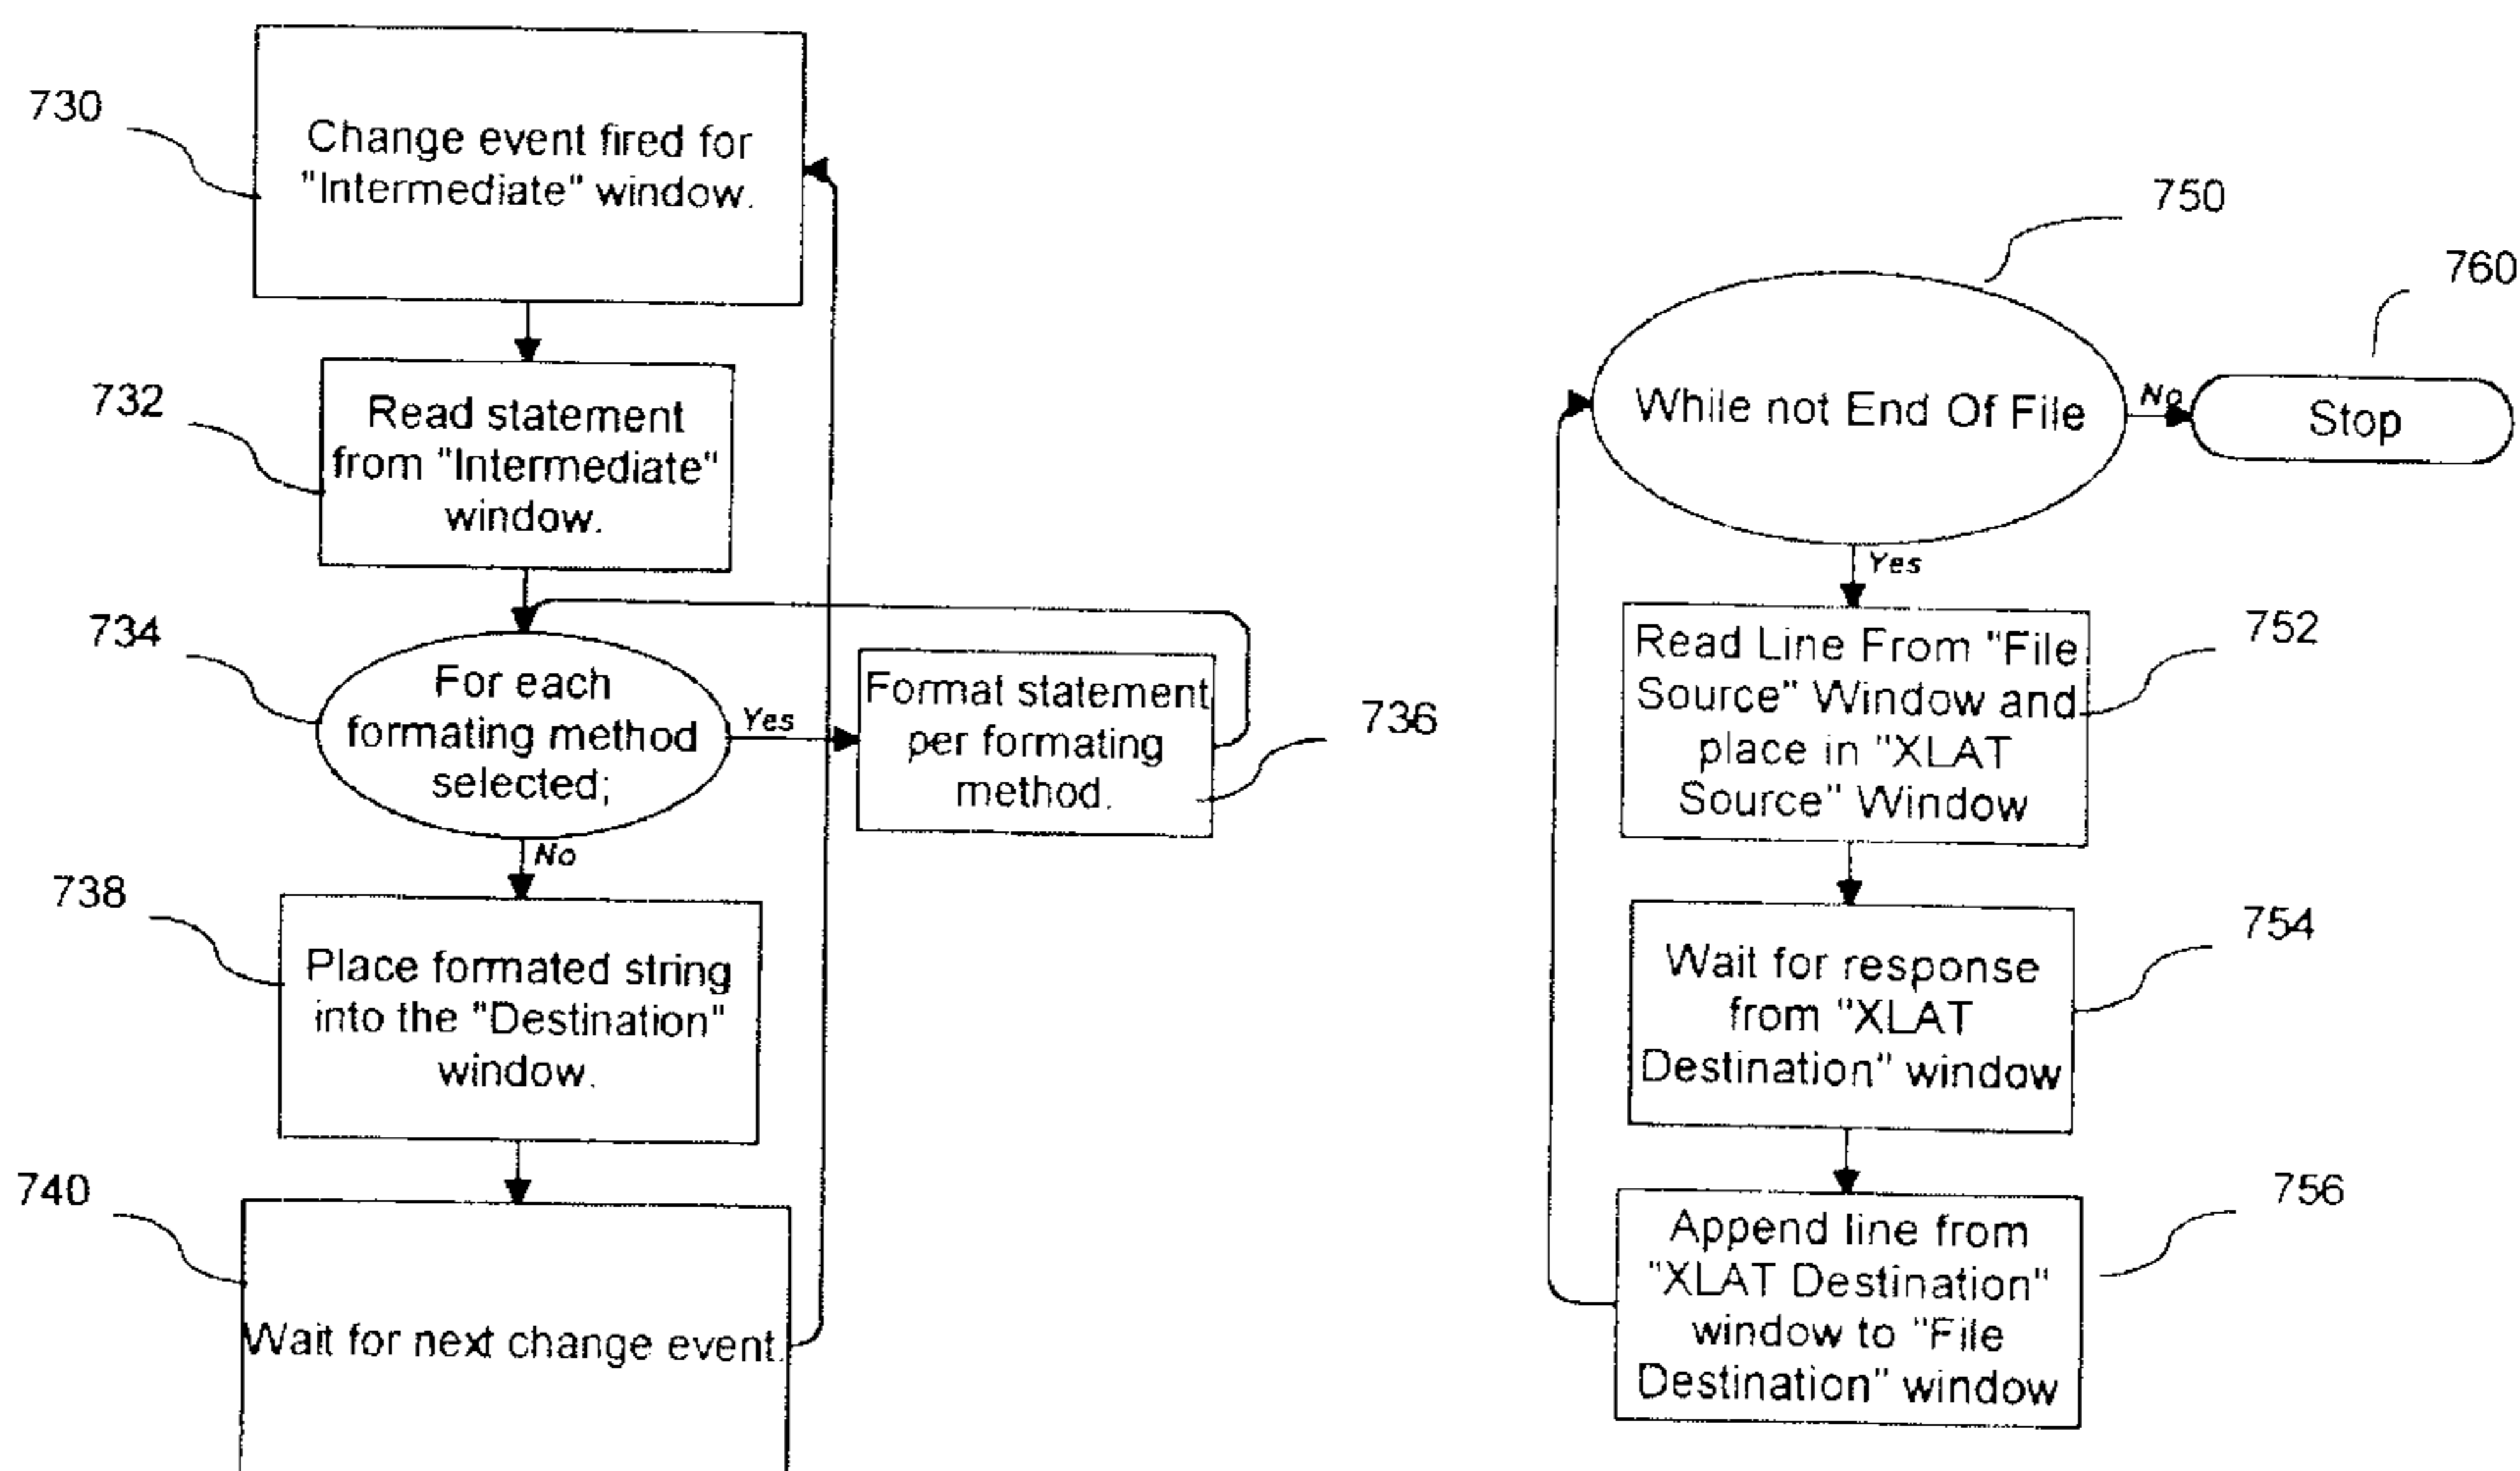 730
Change event fired for
"Intermediate" window.
732
Read statement
from "Intermediate"
window.
734
For each
formating method
selected;
Yes
Format statement
per formating
method.
736
No
738
Place formated string
into the "Destination"
window.
740
Wait for next change event.
750
760
While not End Of File
No
Stop
Yes
Read Line From "File
Source" Window and
place in "XLAT
Source" Window
752
Wait for response
from "XLAT
Destination" window
754
Append line from
"XLAT Destination"
window to "File
Destination" window
756